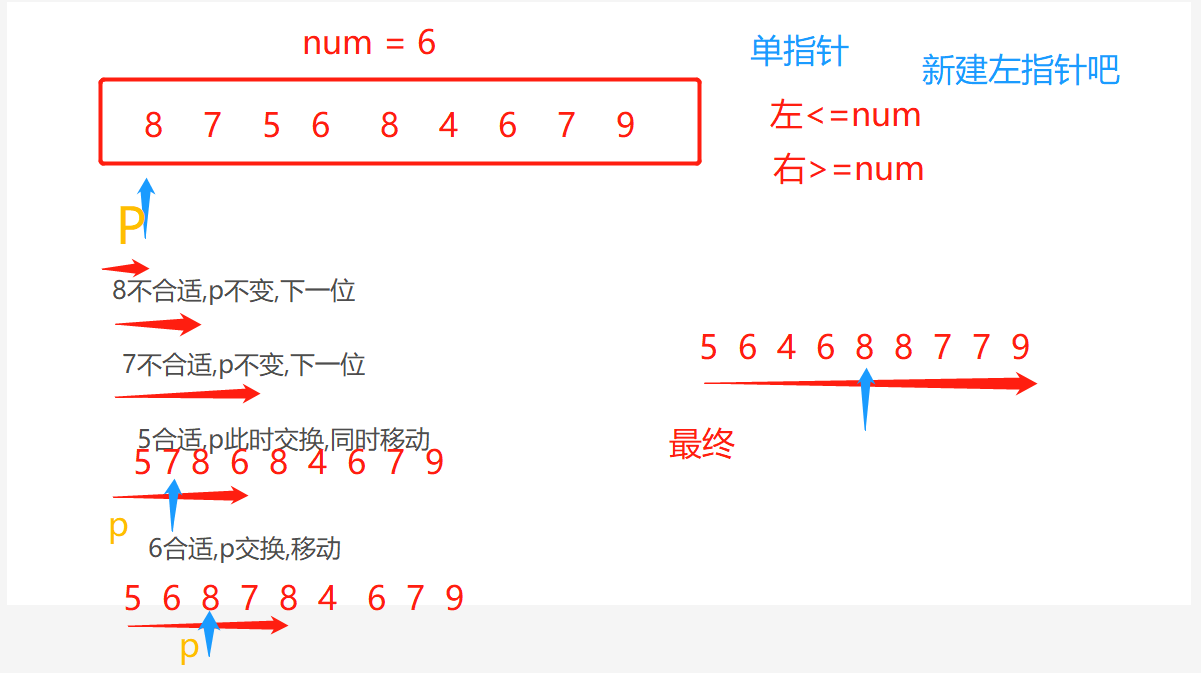 num = 6
单指针
新建左指针吧
8 7 5 6 8 4 6 7 9
左<=num
右>=num
P
8不合适,p不变,下一位
7不合适,p不变,下一位
5合适,p此时交换,同时移动
5 7 8 6 8 4 6 7 9
p
6合适,p交换,移动
5 6 8 7 8 4 6 7 9
p
5 6 4 6 8 8 7 7 9
最终